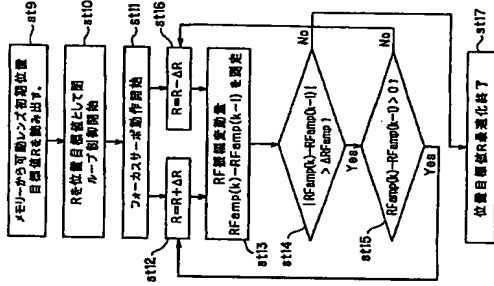 st9
メモリーから可動レンズ初期位置
目標値Rを読み出す。
st10
Rを位置目標値として閉
ループ制御開始
st11
フォーカスサーボ動作開始
st12
R=R+ΔR
st16
R=R-ΔR
st13
RF振幅変動量
RFamp(k)-RFamp(k-1)を測定
st14
|RFamp(k)-RFamp(k-1)|
>ΔRFamp?
No
Yes
st15
RFamp(k)-RFamp(k-1)>0?
No
Yes
st17
位置目標値R最適化終了